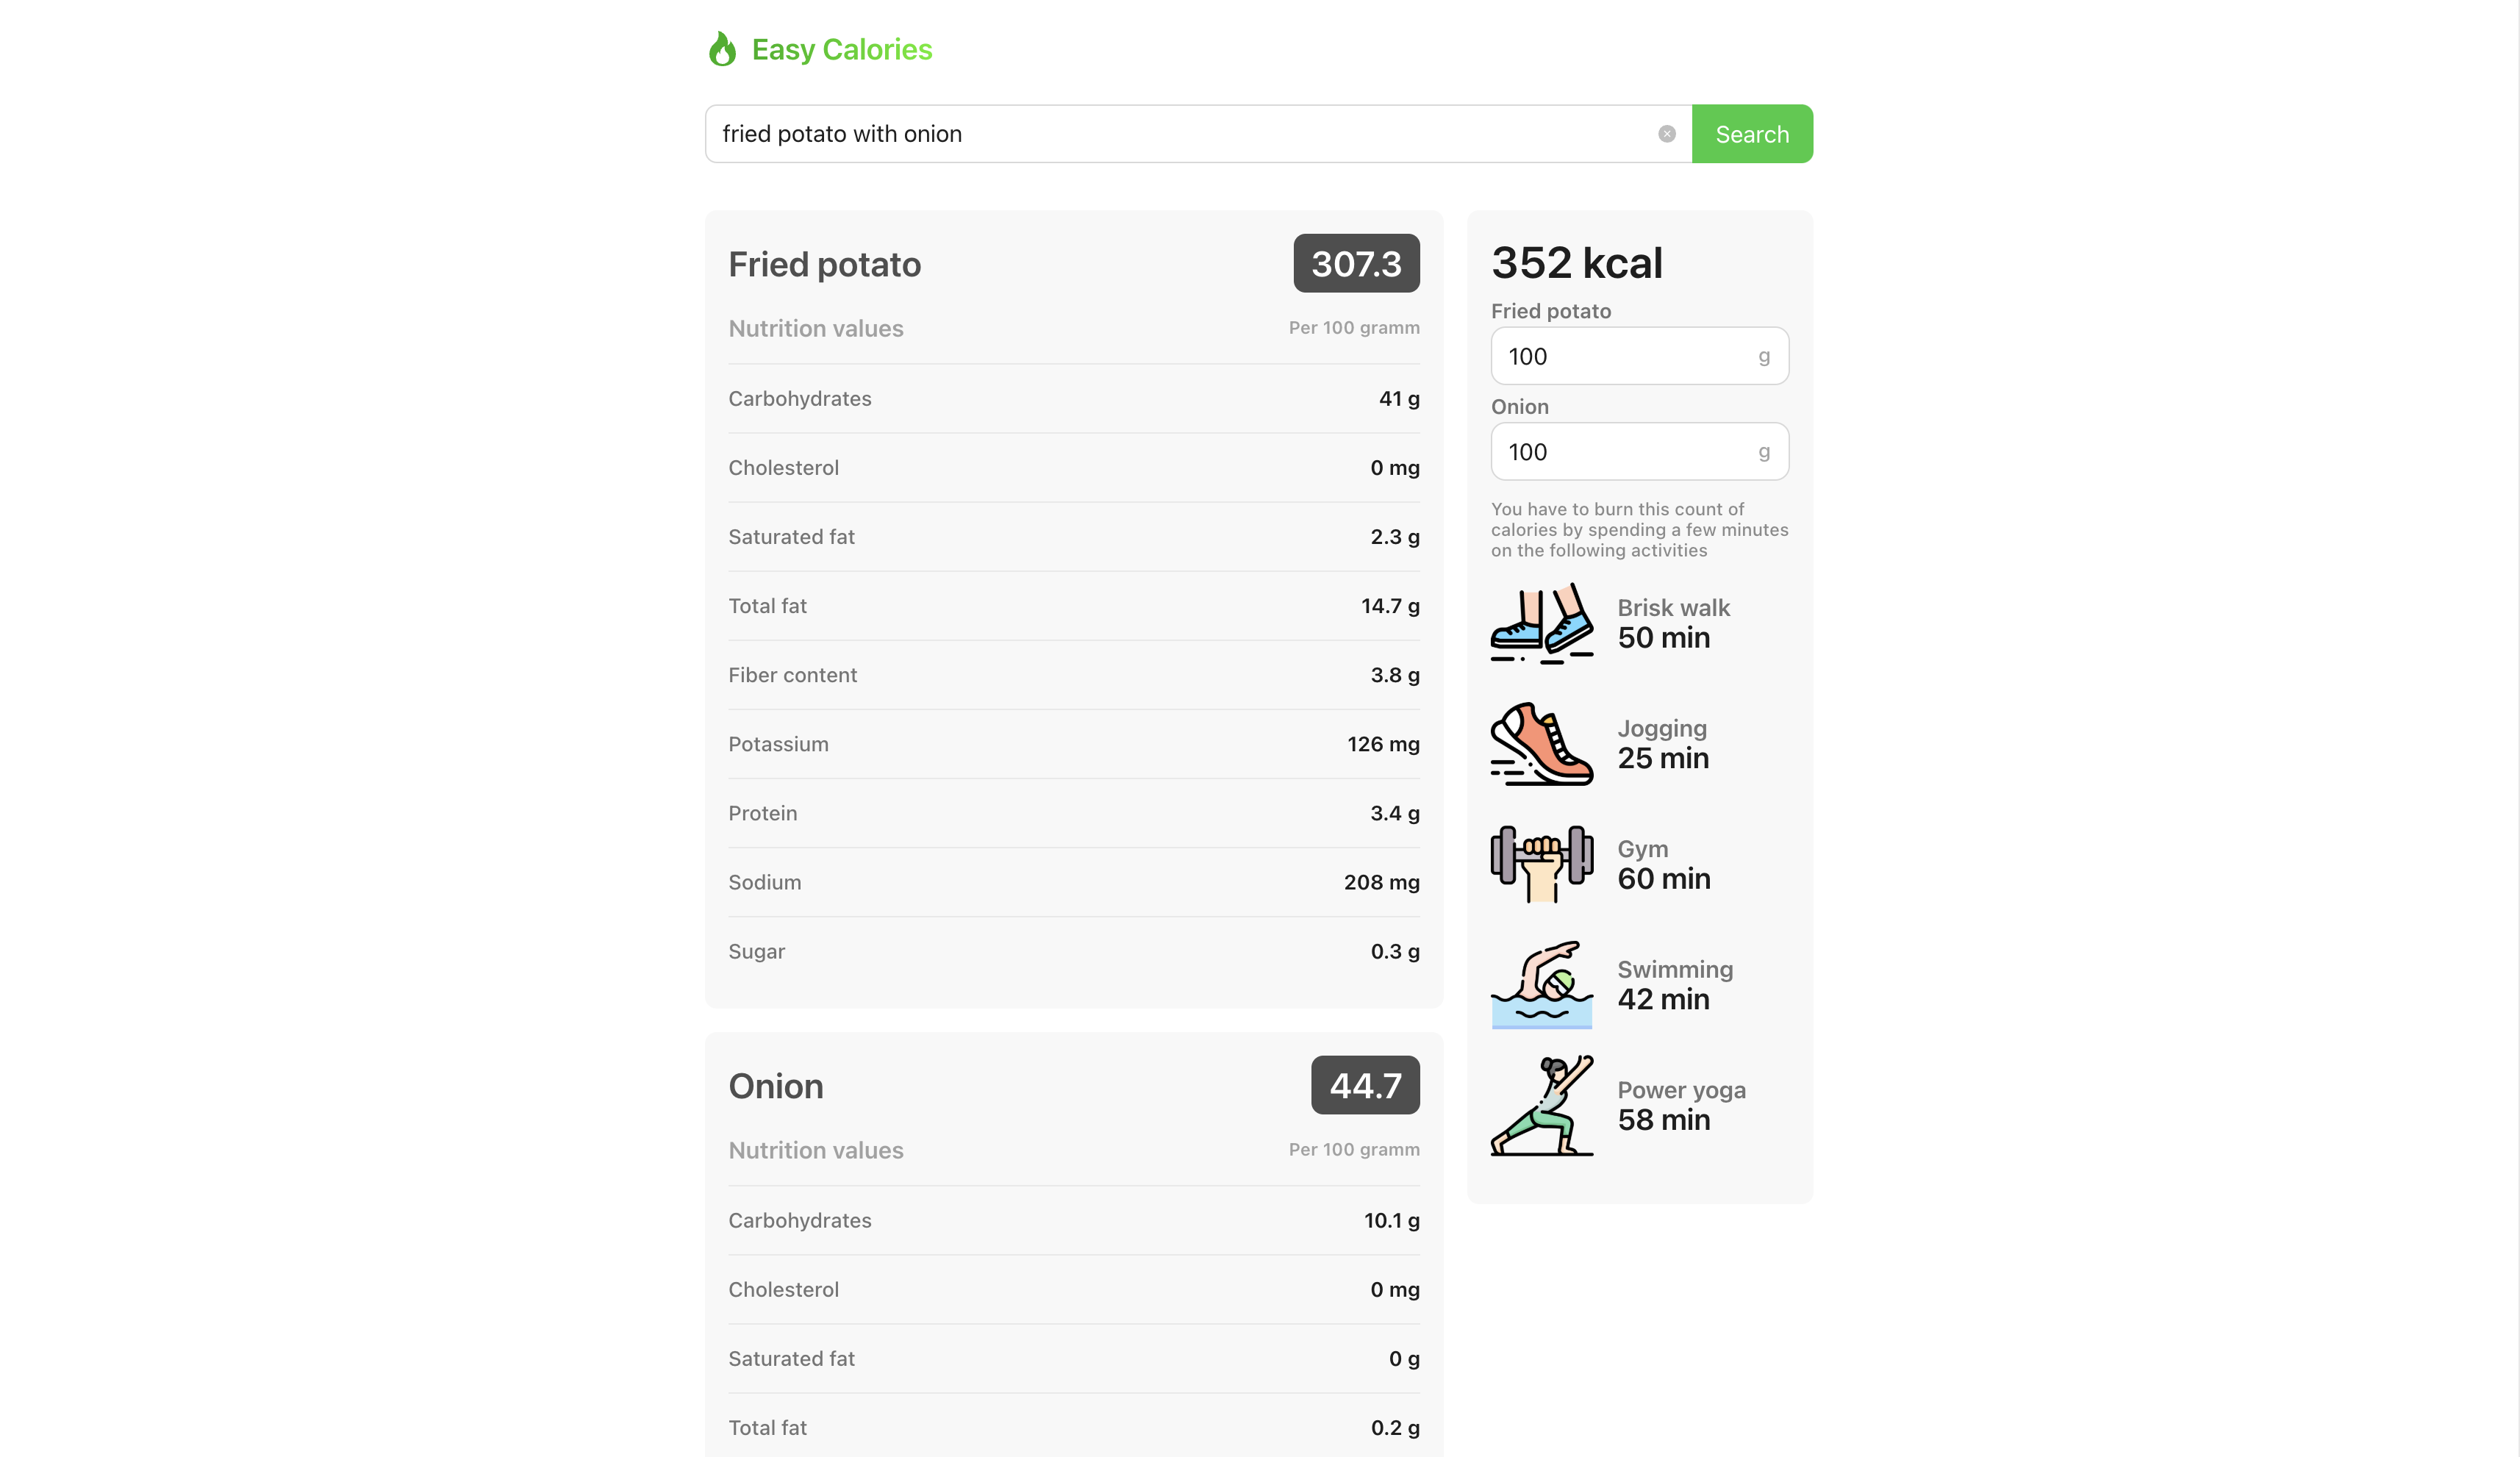 Easy Calories
fried potato with onion
Search
Fried potato
307.3
Nutrition values
Per 100 gramm
Carbohydrates
41 g
Cholesterol
0 mg
Saturated fat
2.3 g
Total fat
14.7 g
Fiber content
3.8 g
Potassium
126 mg
Protein
3.4 g
Sodium
208 mg
Sugar
0.3 g
Onion
44.7
Nutrition values
Per 100 gramm
Carbohydrates
10.1 g
Cholesterol
0 mg
Saturated fat
0 g
Total fat
0.2 g
352 kcal
Fried potato
100 g
Onion
100 g
You have to burn this count of
calories by spending a few minutes
on the following activities
Brisk walk
50 min
Jogging
25 min
Gym
60 min
Swimming
42 min
Power yoga
58 min